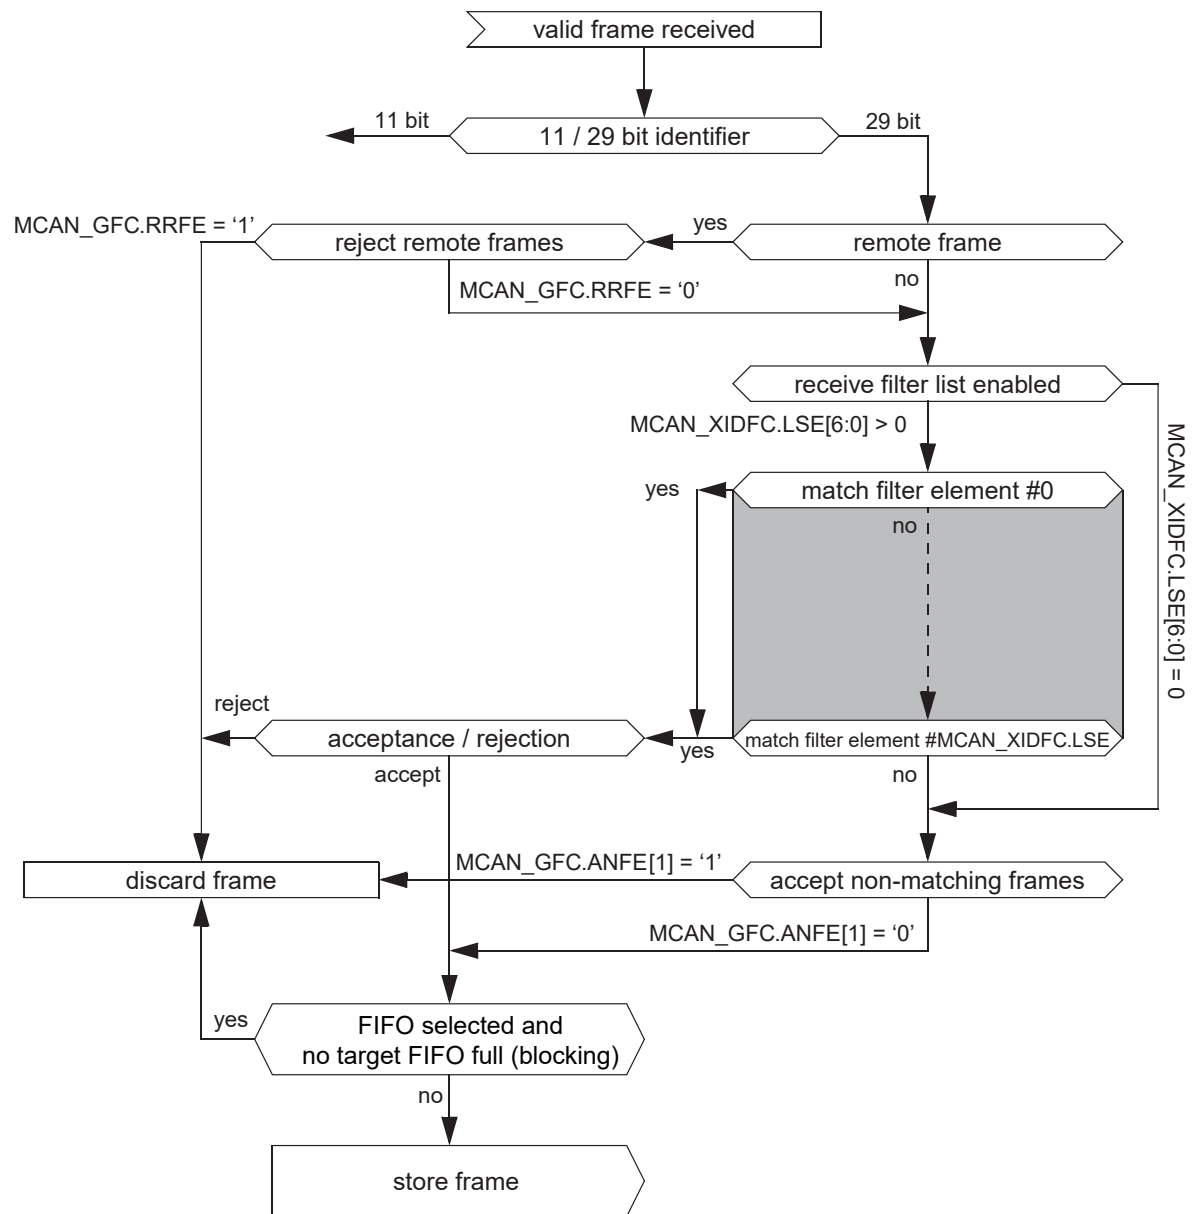 valid frame received
11 bit
11 / 29 bit identifier
29 bit
MCAN_GFC.RRFE = ‘1’
reject remote frames
yes
remote frame
no
MCAN_GFC.RRFE = ‘0’
receive filter list enabled
MCAN_XIDFC.LSE[6:0] > 0
MCAN_XIDFC.LSE[6:0] = 0
yes
match filter element #0
no
reject
acceptance / rejection
yes
match filter element #MCAN_XIDFC.LSE
accept
no
MCAN_GFC.ANFE[1] = ‘1’
discard frame
accept non-matching frames
MCAN_GFC.ANFE[1] = ‘0’
yes
FIFO selected and
no target FIFO full (blocking)
no
store frame